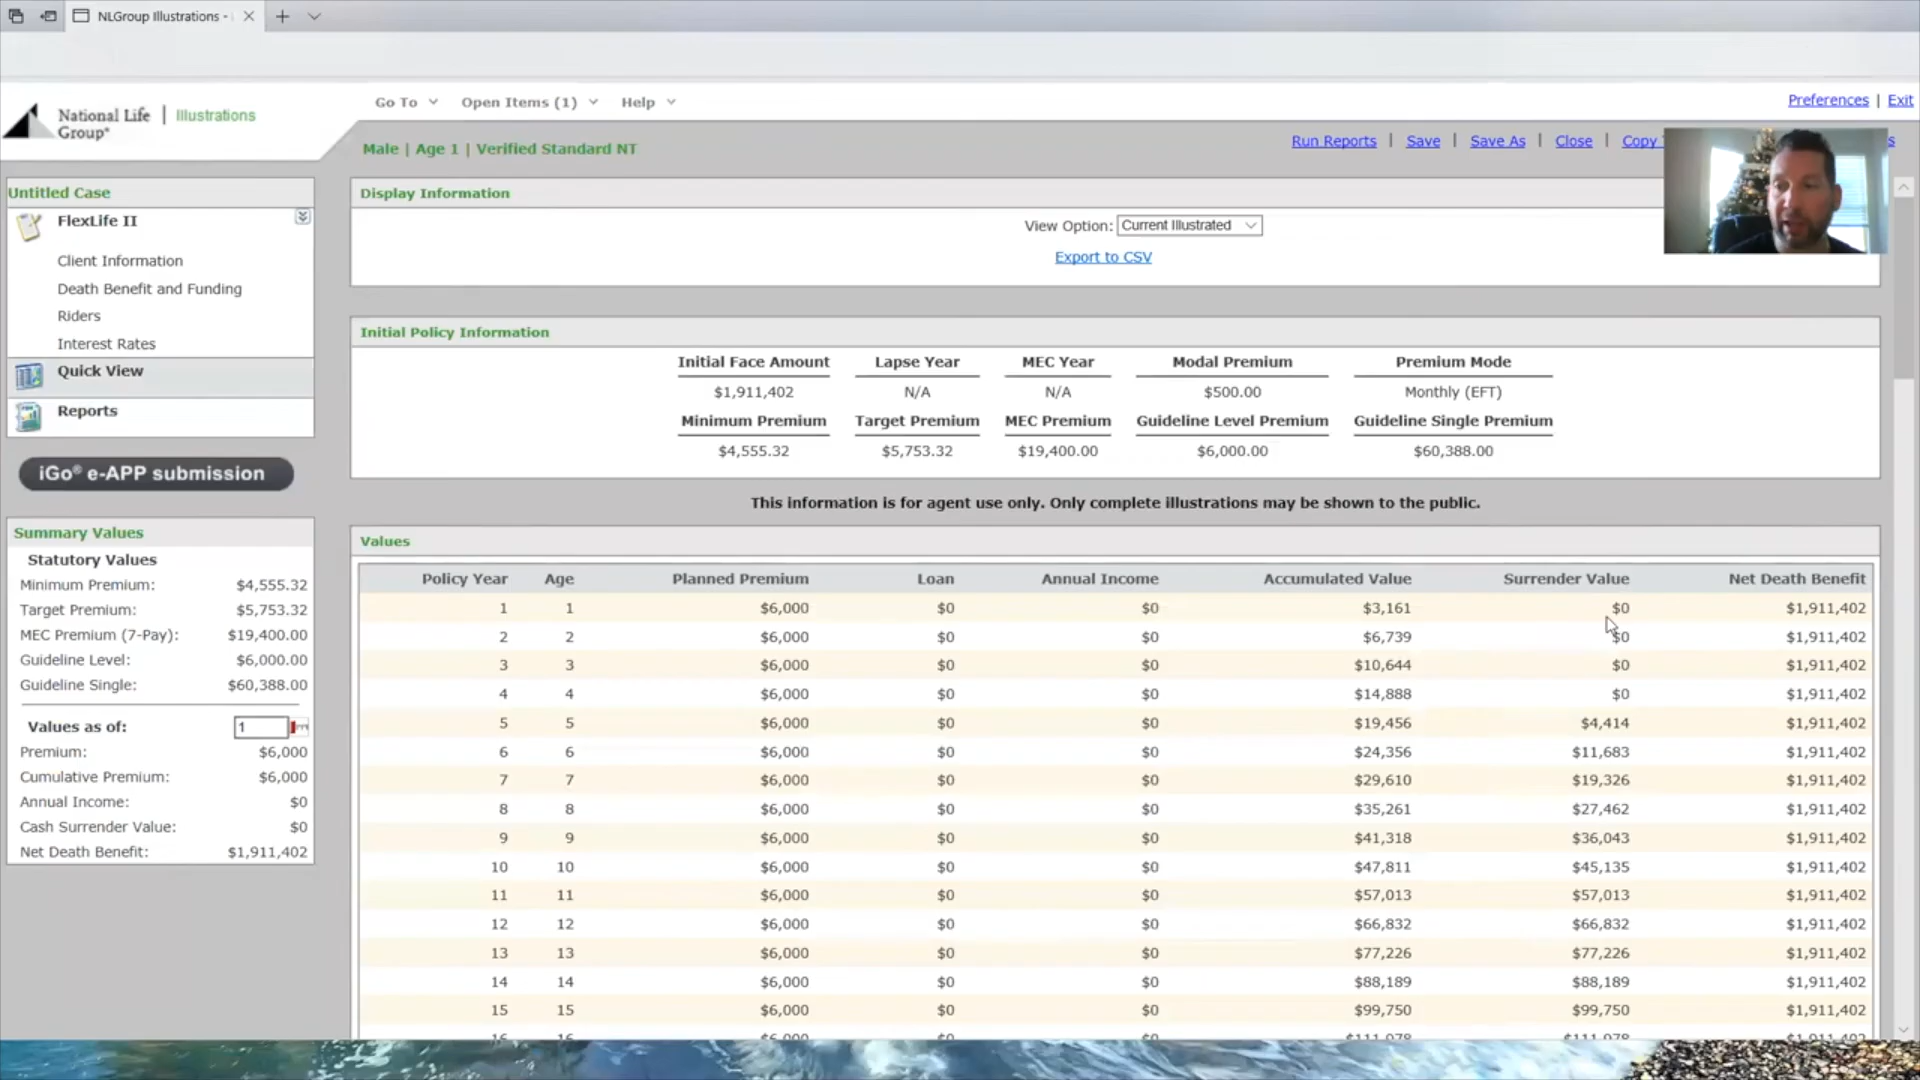 NLGroup Illustrations -
National Life Group® | Illustrations
Go To Open Items (1) Help
Preferences | Exit
Male | Age 1 | Verified Standard NT
Run Reports | Save | Save As | Close | Copy
Untitled Case
FlexLife II
Client Information
Death Benefit and Funding
Riders
Interest Rates
Quick View
Reports
iGo® e-APP submission
Summary Values
Statutory Values
Minimum Premium: $4,555.32
Target Premium: $5,753.32
MEC Premium (7-Pay): $19,400.00
Guideline Level: $6,000.00
Guideline Single: $60,388.00
Values as of: 1
Premium: $6,000
Cumulative Premium: $6,000
Annual Income: $0
Cash Surrender Value: $0
Net Death Benefit: $1,911,402
Display Information
View Option: Current Illustrated
Export to CSV
Initial Policy Information
Initial Face Amount Lapse Year MEC Year Modal Premium Premium Mode
$1,911,402 N/A N/A $500.00 Monthly (EFT)
Minimum Premium Target Premium MEC Premium Guideline Level Premium Guideline Single Premium
$4,555.32 $5,753.32 $19,400.00 $6,000.00 $60,388.00
This information is for agent use only. Only complete illustrations may be shown to the public.
Values
Policy Year Age Planned Premium Loan Annual Income Accumulated Value Surrender Value Net Death Benefit
1 1 $6,000 $0 $0 $3,161 $0 $1,911,402
2 2 $6,000 $0 $0 $6,739 $0 $1,911,402
3 3 $6,000 $0 $0 $10,644 $0 $1,911,402
4 4 $6,000 $0 $0 $14,888 $0 $1,911,402
5 5 $6,000 $0 $0 $19,456 $4,414 $1,911,402
6 6 $6,000 $0 $0 $24,356 $11,683 $1,911,402
7 7 $6,000 $0 $0 $29,610 $19,326 $1,911,402
8 8 $6,000 $0 $0 $35,261 $27,462 $1,911,402
9 9 $6,000 $0 $0 $41,318 $36,043 $1,911,402
10 10 $6,000 $0 $0 $47,811 $45,135 $1,911,402
11 11 $6,000 $0 $0 $57,013 $57,013 $1,911,402
12 12 $6,000 $0 $0 $66,832 $66,832 $1,911,402
13 13 $6,000 $0 $0 $77,226 $77,226 $1,911,402
14 14 $6,000 $0 $0 $88,189 $88,189 $1,911,402
15 15 $6,000 $0 $0 $99,750 $99,750 $1,911,402